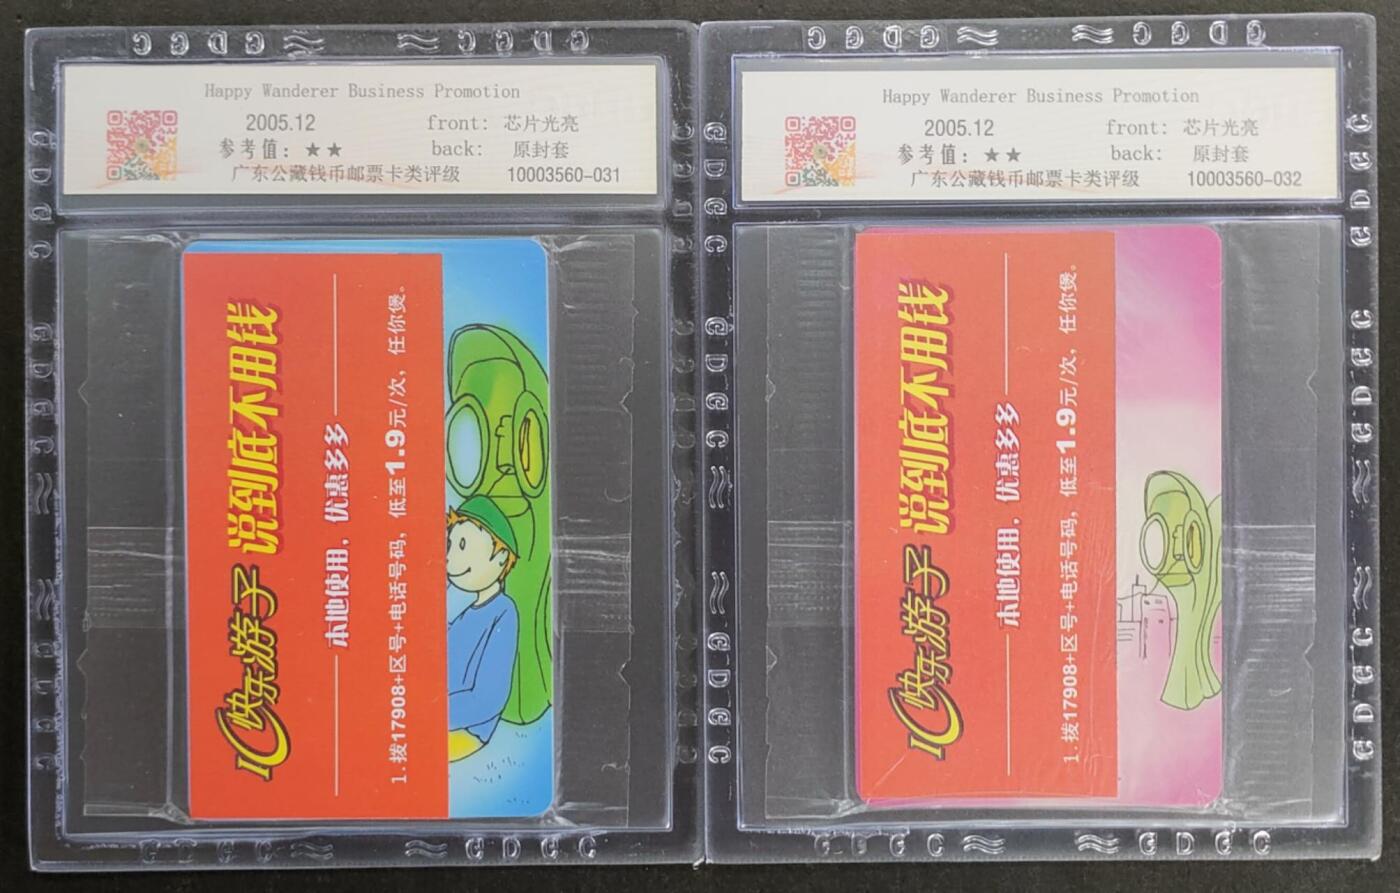 Happy Wanderer Business Promotion
2005.12 front: 芯片光亮
参考值：★★ back: 原封套
广东公藏钱币邮票卡类评级 10003560-031
IC快乐游子 说到底不用钱
本地使用，优惠多多
1.拨17908+区号+电话号码，低至1.9元/次，任你煲。
Happy Wanderer Business Promotion
2005.12 front: 芯片光亮
参考值：★★ back: 原封套
广东公藏钱币邮票卡类评级 10003560-032
IC快乐游子 说到底不用钱
本地使用，优惠多多
1.拨17908+区号+电话号码，低至1.9元/次，任你煲。